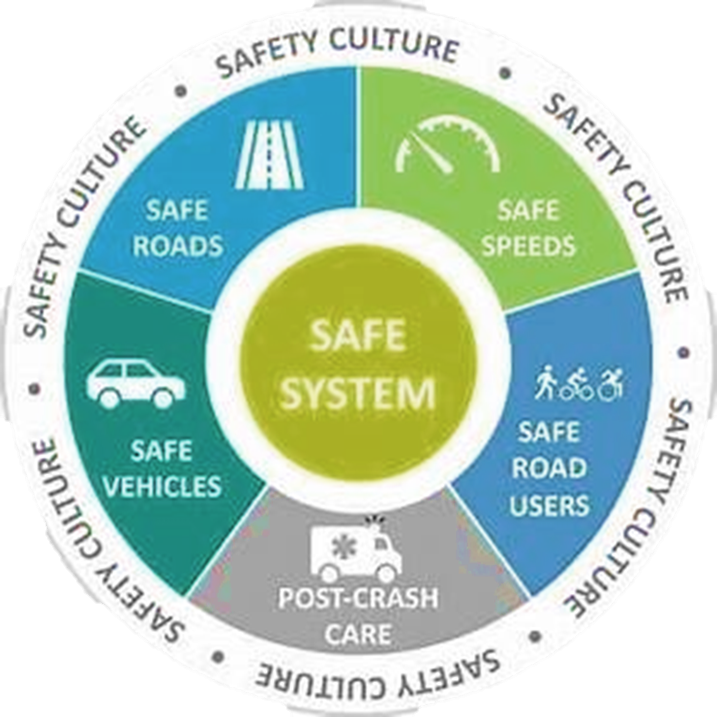 SAFETY CULTURE • SAFETY CULTURE • SAFETY CULTURE • SAFETY CULTURE • SAFETY CULTURE • SAFETY CULTURE •
SAFE
ROADS
SAFE
SPEEDS
SAFE
SYSTEM
SAFE
VEHICLES
SAFE
ROAD
USERS
POST-CRASH
CARE